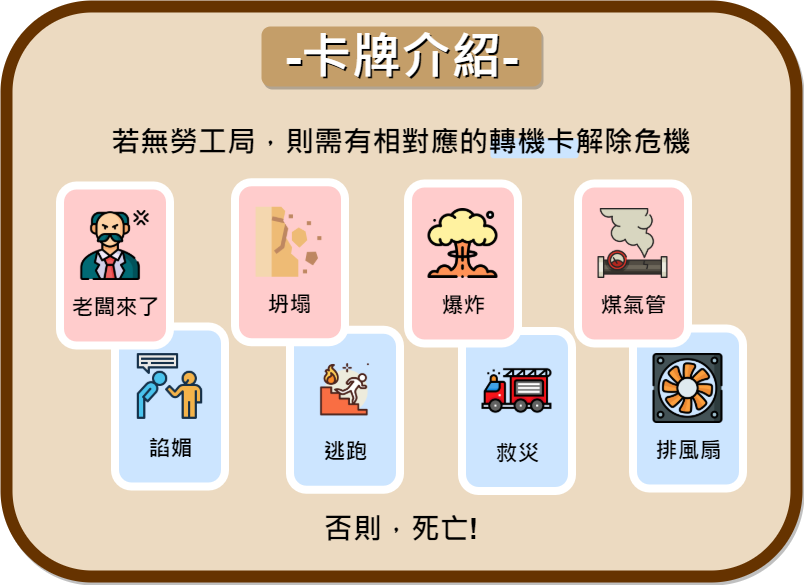 -卡牌介紹-
若無勞工局，則需有相對應的轉機卡解除危機
老闆來了
坍塌
爆炸
煤氣管
諂媚
逃跑
救災
排風扇
否則，死亡!